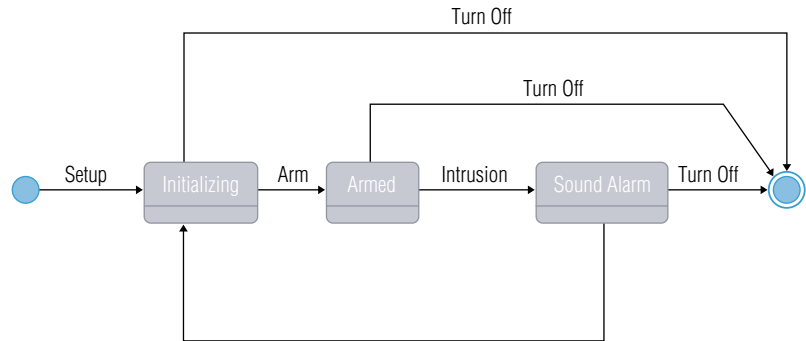 Turn Off
Turn Off
Setup
Initializing
Arm
Armed
Intrusion
Sound Alarm
Turn Off